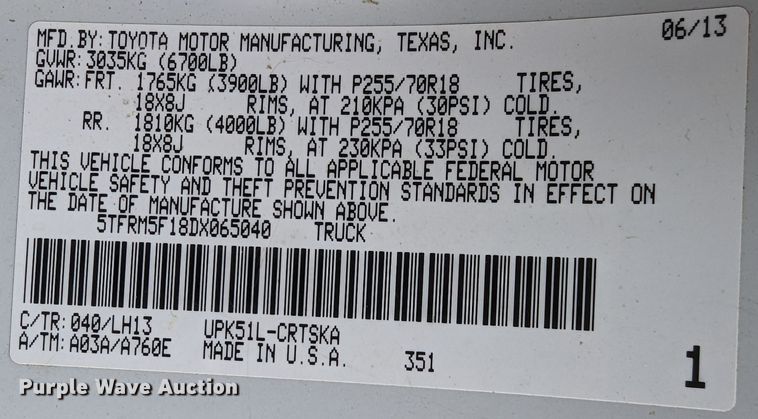 06/13
MFD.BY: TOYOTA MOTOR MANUFACTURING, TEXAS, INC.
GVWR: 3035KG (6700LB)
GAWR: FRT. 1765KG (3900LB) WITH P255/70R18 TIRES,
18X8J RIMS, AT 210KPA (30PSI) COLD.
RR. 1810KG (4000LB) WITH P255/70R18 TIRES,
18X8J RIMS, AT 230KPA (33PSI) COLD.
THIS VEHICLE CONFORMS TO ALL APPLICABLE FEDERAL MOTOR
VEHICLE SAFETY AND THEFT PREVENTION STANDARDS IN EFFECT ON
THE DATE OF MANUFACTURE SHOWN ABOVE.
5TFRM5F18DX065040 TRUCK
C/TR: 040/LH13 UPK51L-CRTSKA
A/TM: A03A/A760E MADE IN U.S.A. 351
1
Purple Wave Auction